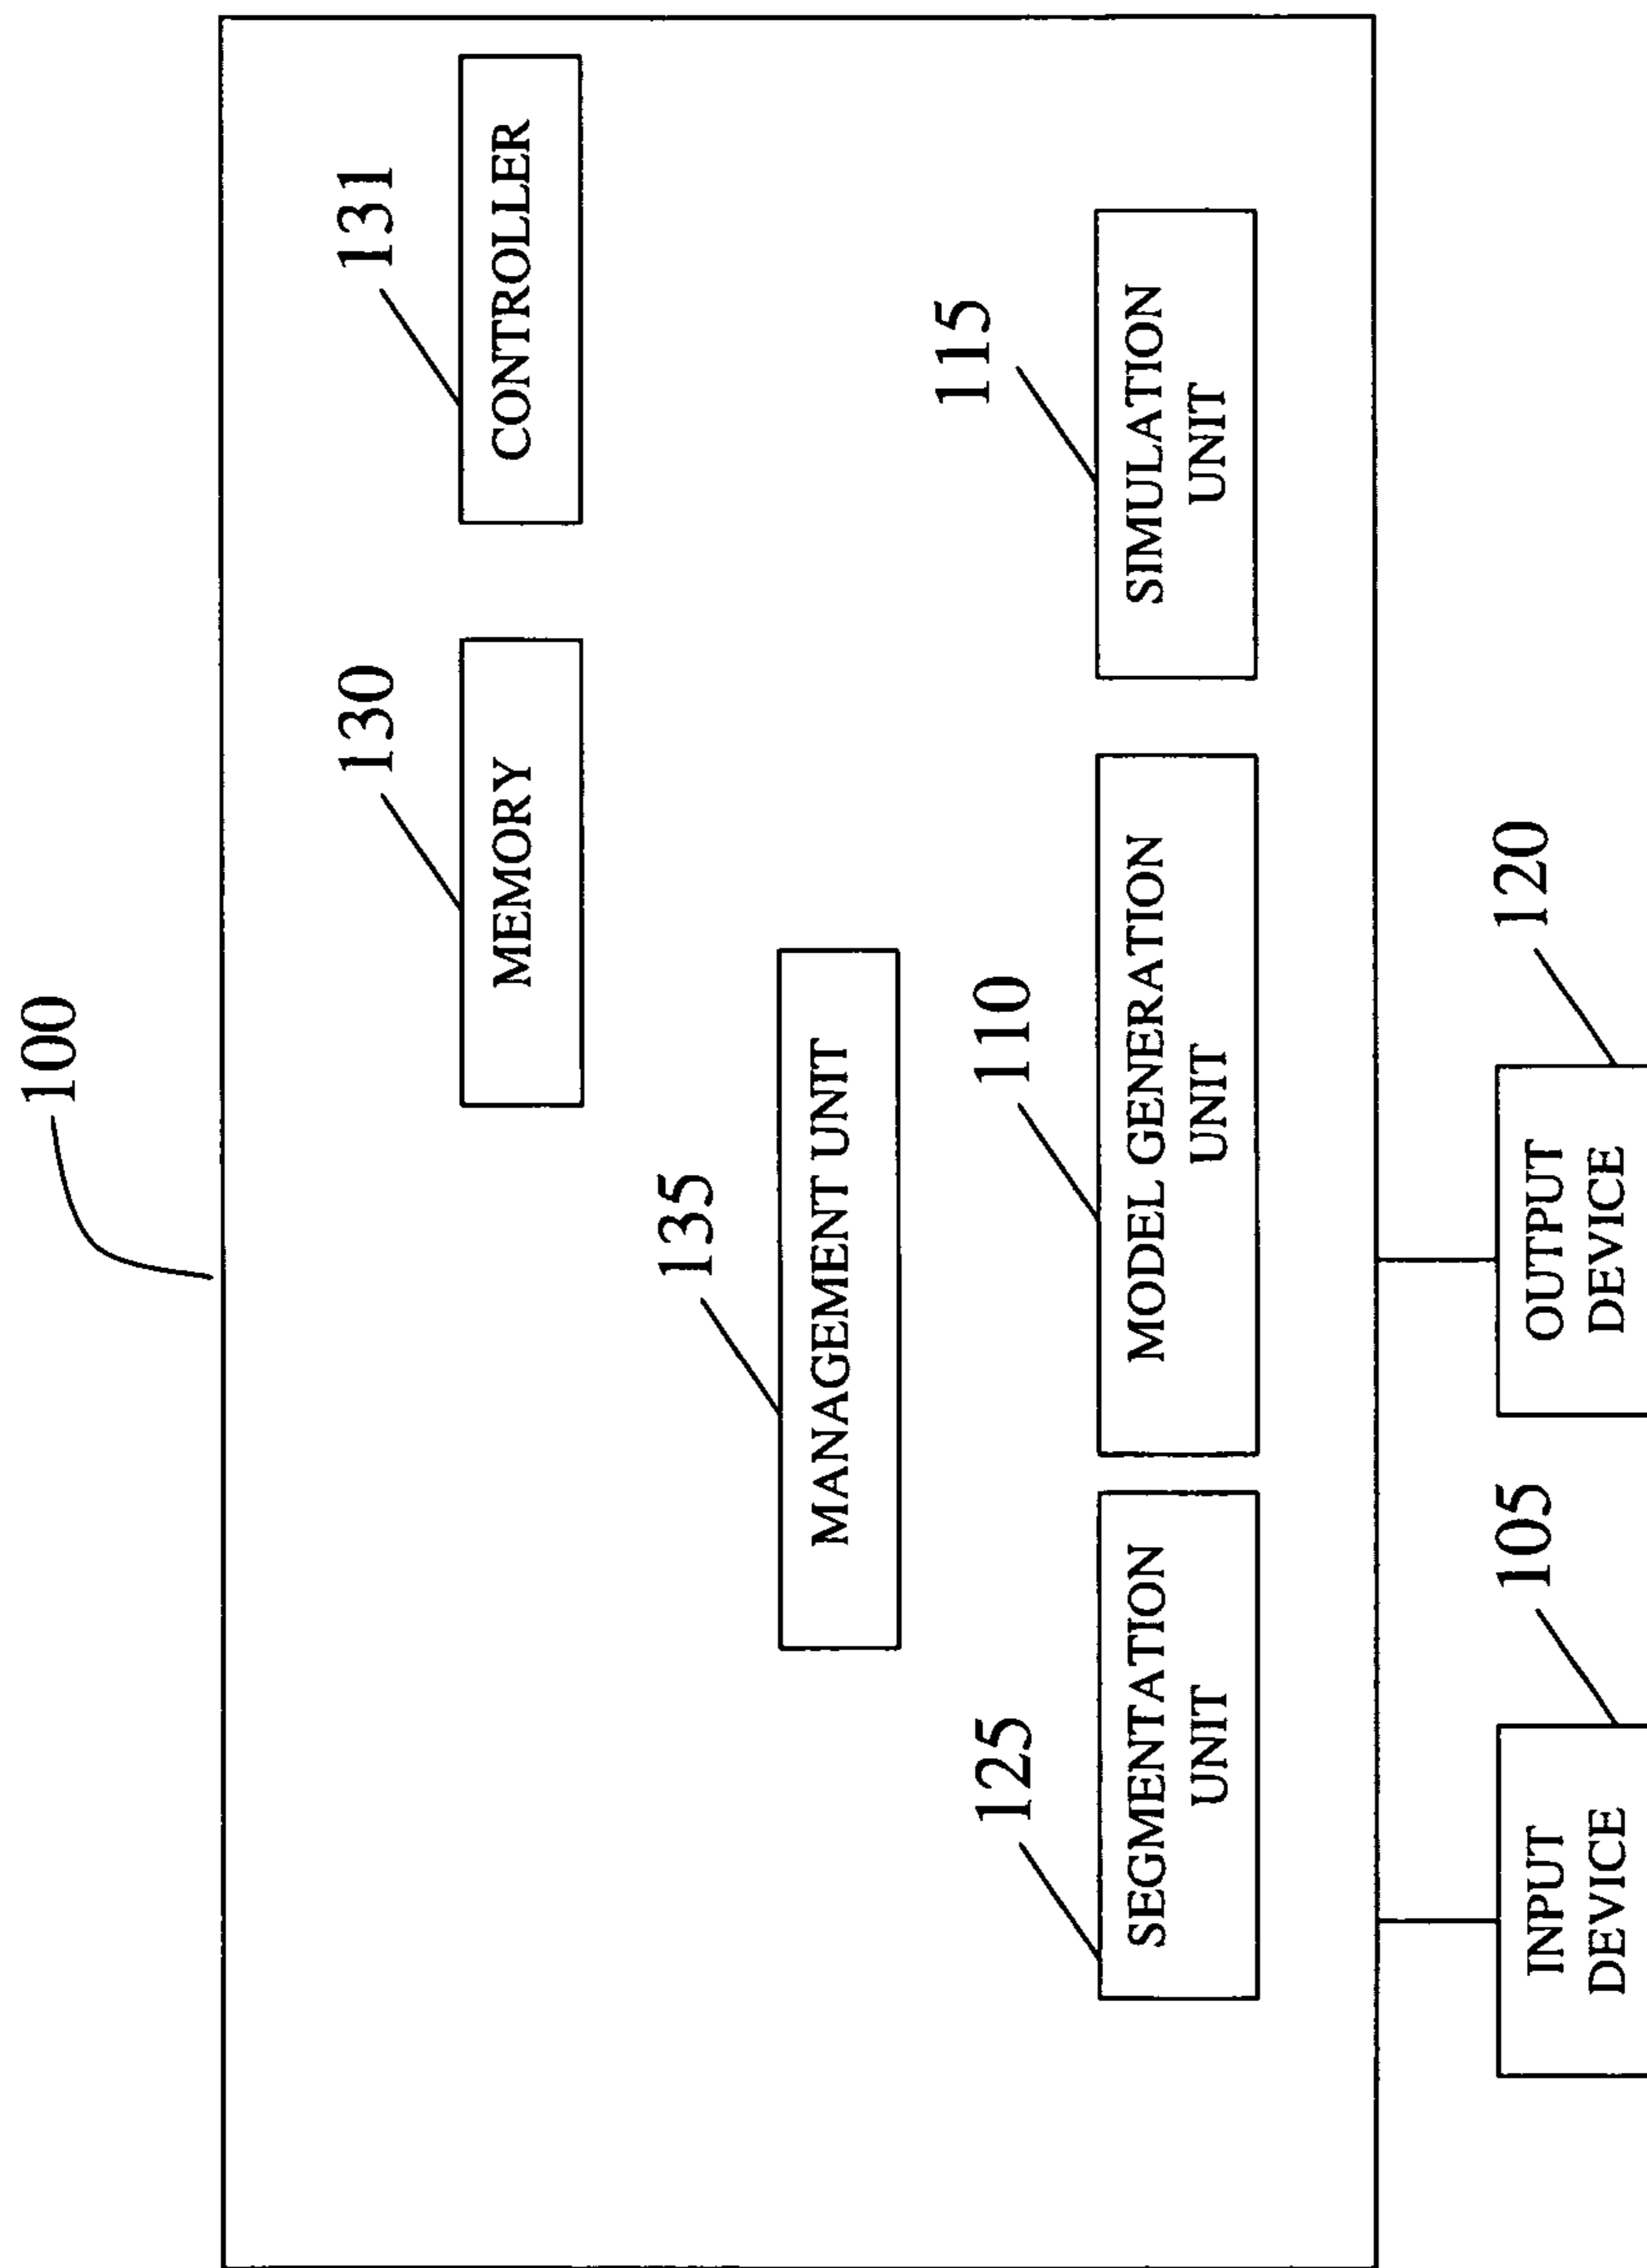 100
130
131
MEMORY
CONTROLLER
135
MANAGEMENT UNIT
125
110
115
SEGMENTATION
UNIT
MODEL GENERATION
UNIT
SIMULATION
UNIT
105
120
INPUT
DEVICE
OUTPUT
DEVICE